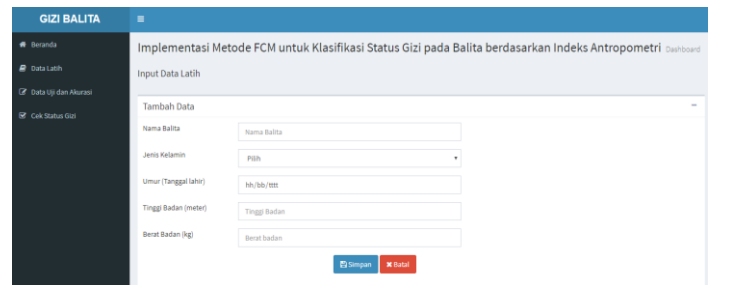 GIZI BALITA
Beranda
Data Latih
Data Uji dan Akurasi
Cek Status Gizi
Implementasi Metode FCM untuk Klasifikasi Status Gizi pada Balita berdasarkan Indeks Antropometri Dashboard
Input Data Latih
Tambah Data
Nama Balita Nama Balita
Jenis Kelamin Pilih
Umur (Tanggal lahir) hh/bb/tttt
Tinggi Badan (meter) Tinggi Badan
Berat Badan (kg) Berat badan
Simpan Batal